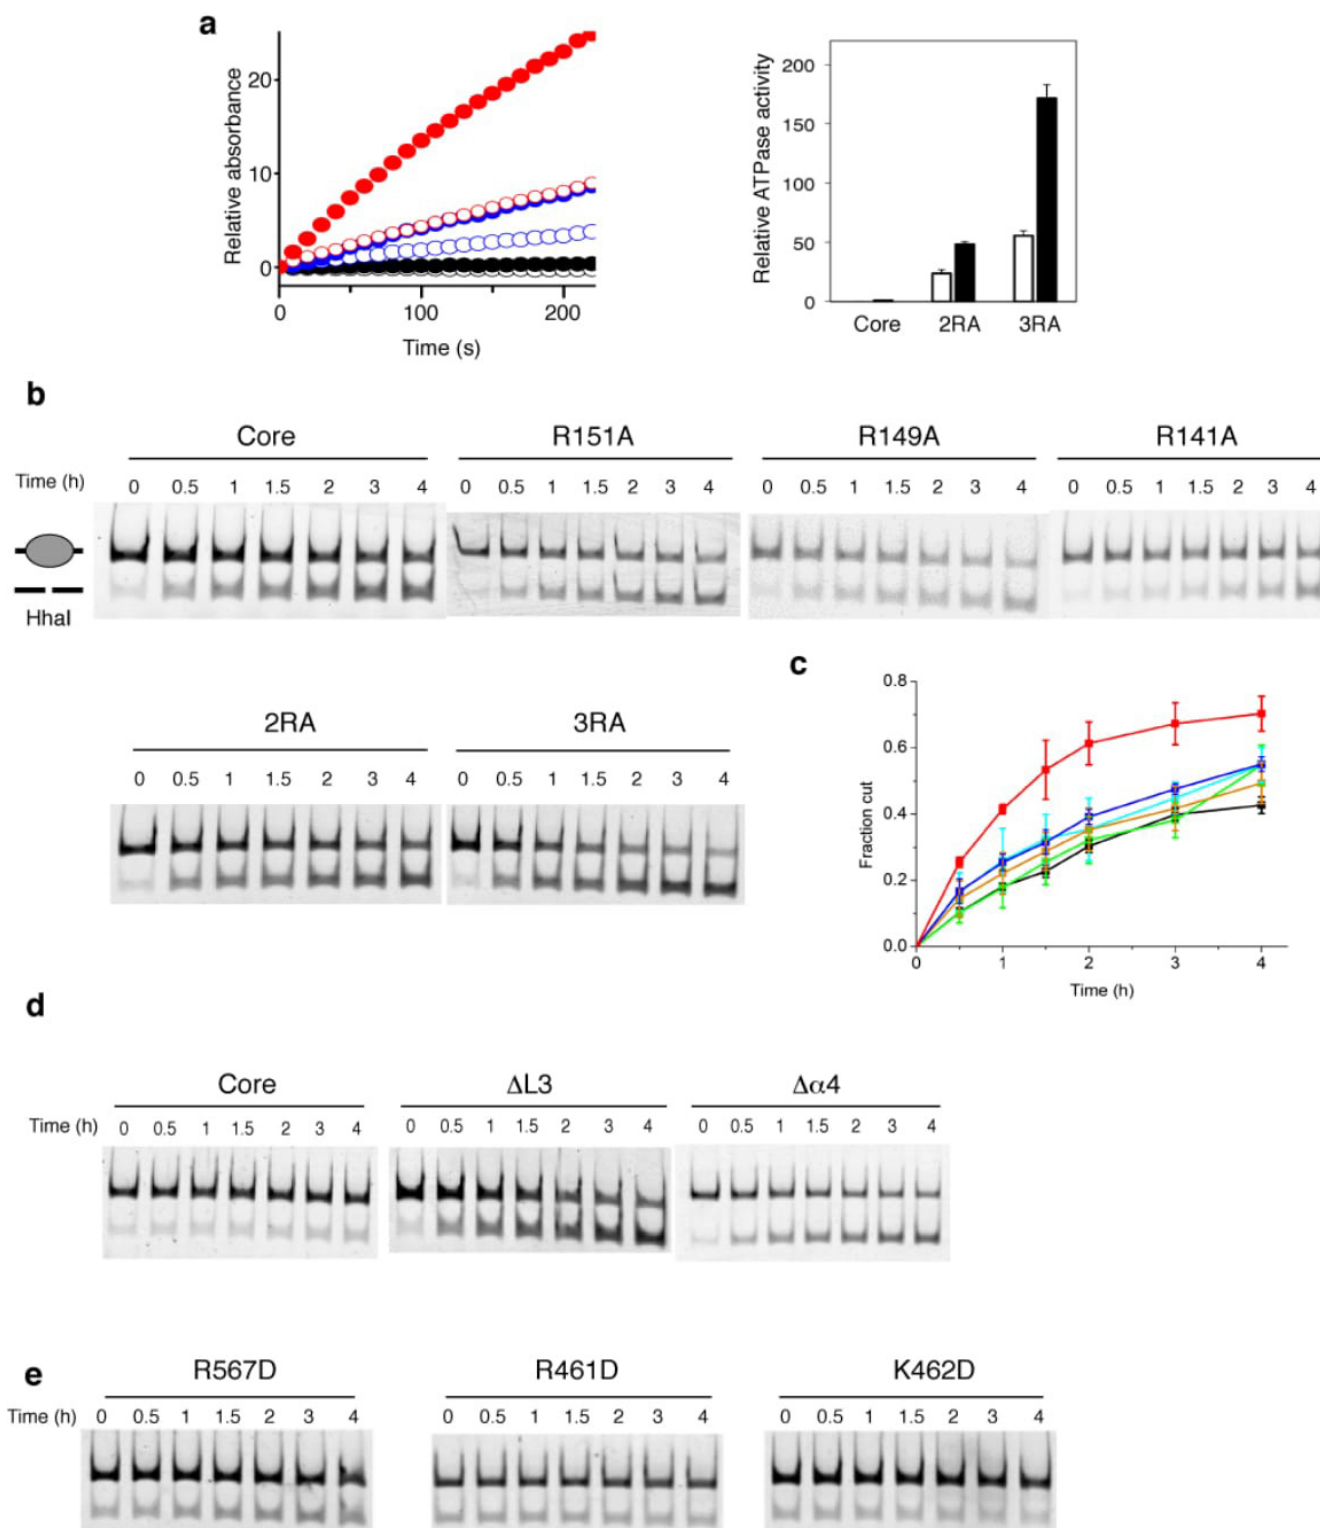 a
Relative absorbance
20
10
0
0 100 200
Time (s)
Relative ATPase activity
200
150
100
50
0
Core 2RA 3RA
b
Core R151A R149A R141A
Time (h) 0 0.5 1 1.5 2 3 4 0 0.5 1 1.5 2 3 4 0 0.5 1 1.5 2 3 4 0 0.5 1 1.5 2 3 4
HhaI
2RA 3RA
0 0.5 1 1.5 2 3 4 0 0.5 1 1.5 2 3 4
c
Fraction cut
0.8
0.6
0.4
0.2
0.0
0 1 2 3 4
Time (h)
d
Core ΔL3 Δα4
Time (h) 0 0.5 1 1.5 2 3 4 0 0.5 1 1.5 2 3 4 0 0.5 1 1.5 2 3 4
e
R567D R461D K462D
Time (h) 0 0.5 1 1.5 2 3 4 0 0.5 1 1.5 2 3 4 0 0.5 1 1.5 2 3 4